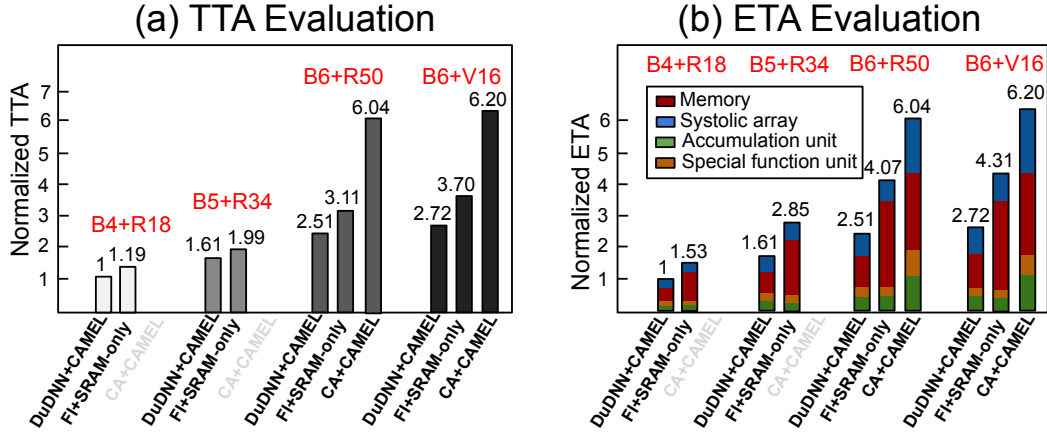 (a) TTA Evaluation
Normalized TTA
7
6
5
4
3
2
1
B4+R18
B5+R34
B6+R50
B6+V16
1
1.19
1.61
1.99
2.51
3.11
6.04
2.72
3.70
6.20
DuDNN+CAMEL
FI+SRAM-only
CA+CAMEL
DuDNN+CAMEL
FI+SRAM-only
CA+CAMEL
DuDNN+CAMEL
FI+SRAM-only
CA+CAMEL
DuDNN+CAMEL
FI+SRAM-only
CA+CAMEL
(b) ETA Evaluation
Normalized ETA
6
5
4
3
2
1
B4+R18
B5+R34
B6+R50
B6+V16
Memory
Systolic array
Accumulation unit
Special function unit
1
1.53
1.61
2.85
2.51
4.07
6.04
2.72
4.31
6.20
DuDNN+CAMEL
FI+SRAM-only
CA+CAMEL
DuDNN+CAMEL
FI+SRAM-only
CA+CAMEL
DuDNN+CAMEL
FI+SRAM-only
CA+CAMEL
DuDNN+CAMEL
FI+SRAM-only
CA+CAMEL